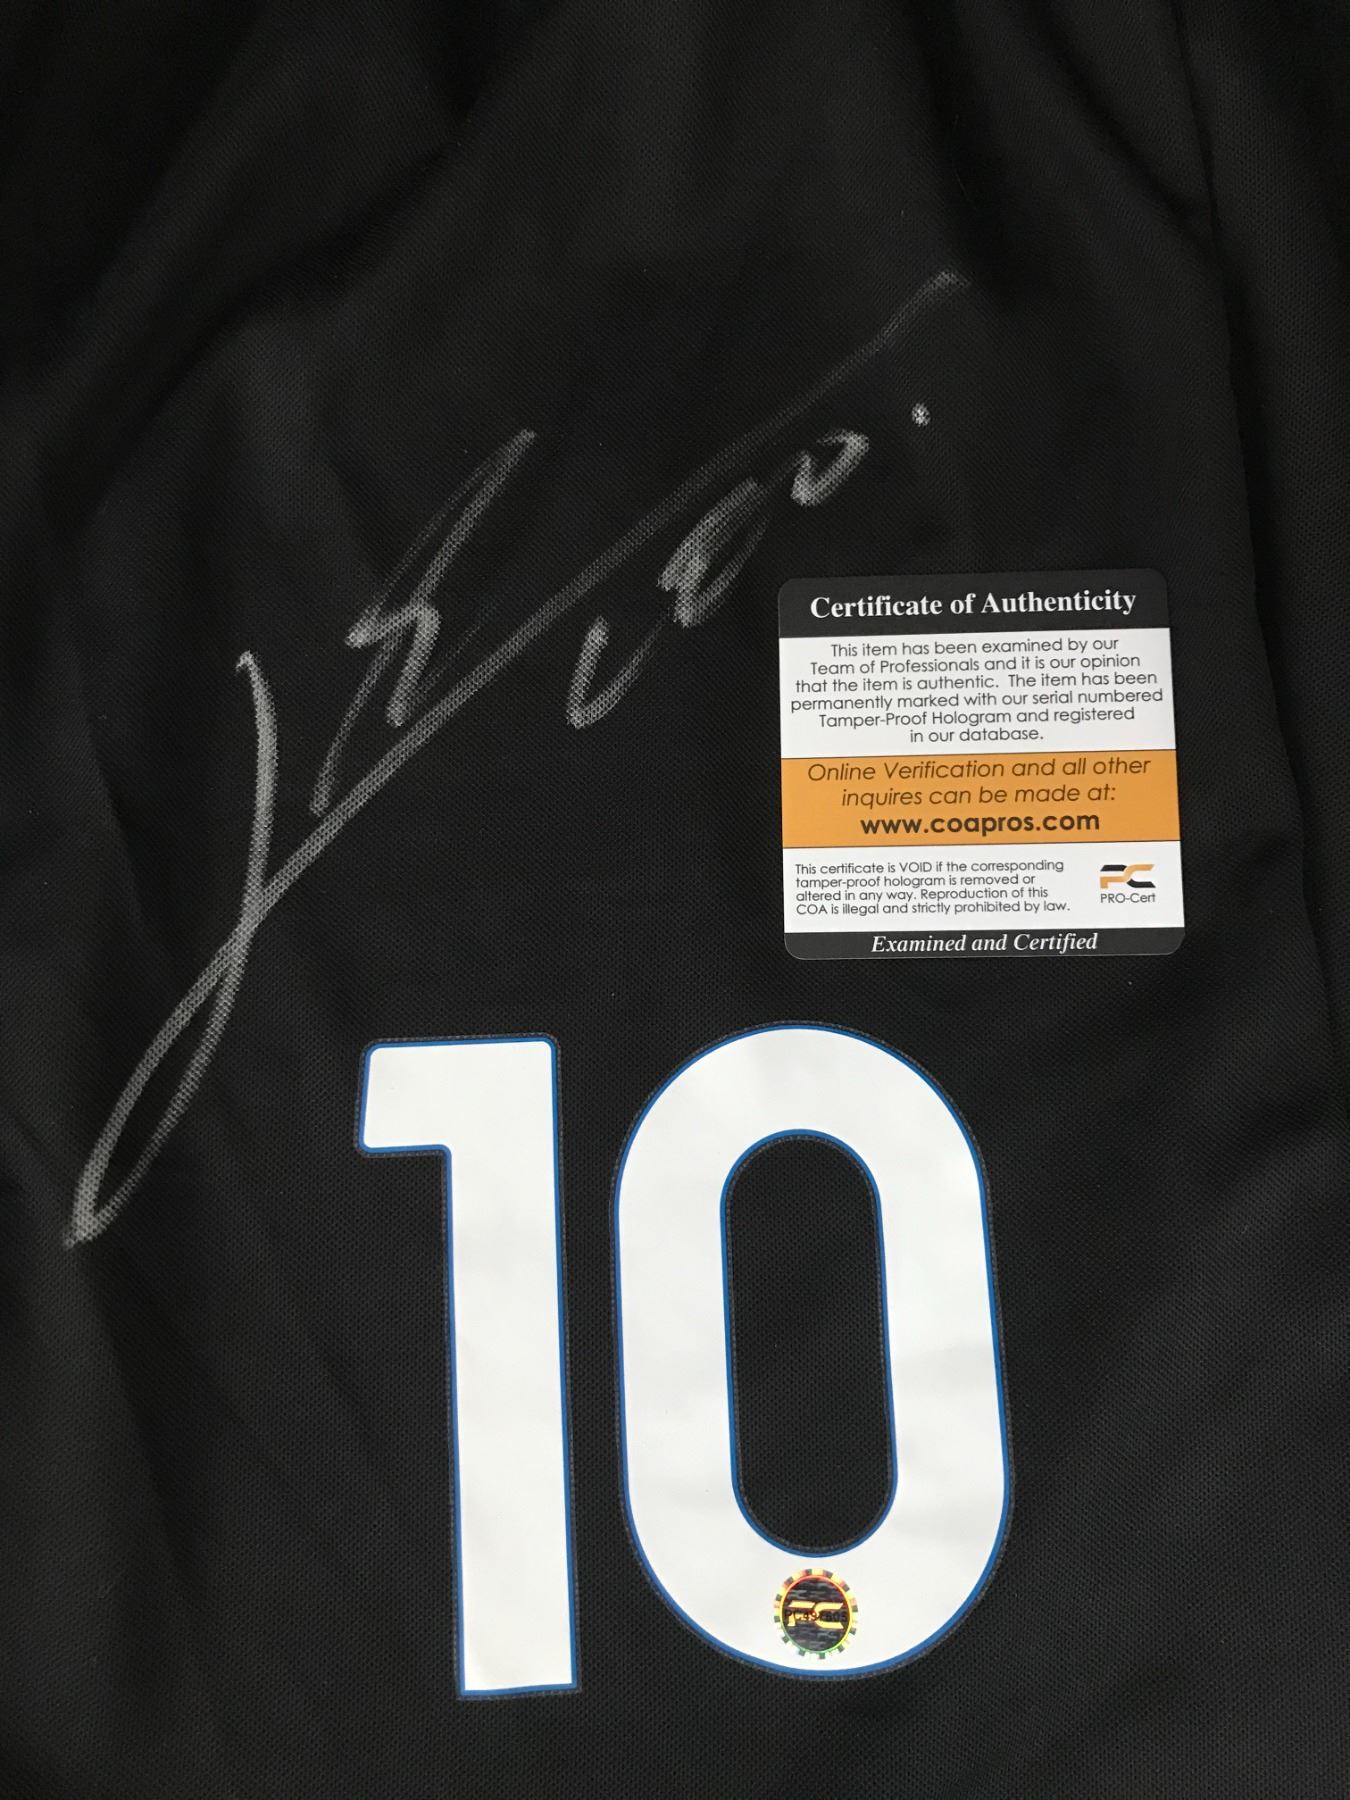 Certificate of Authenticity
This item has been examined by our
Team of Professionals and it is our opinion
that the item is authentic. The item has been
permanently marked with our serial numbered
Tamper-Proof Hologram and registered
in our database.
Online Verification and all other
inquires can be made at:
www.coapros.com
This certificate is VOID if the corresponding
tamper-proof hologram is removed or
altered in any way. Reproduction of this
COA is illegal and strictly prohibited by law.
PC
PRO-Cert
Examined and Certified
10
PC